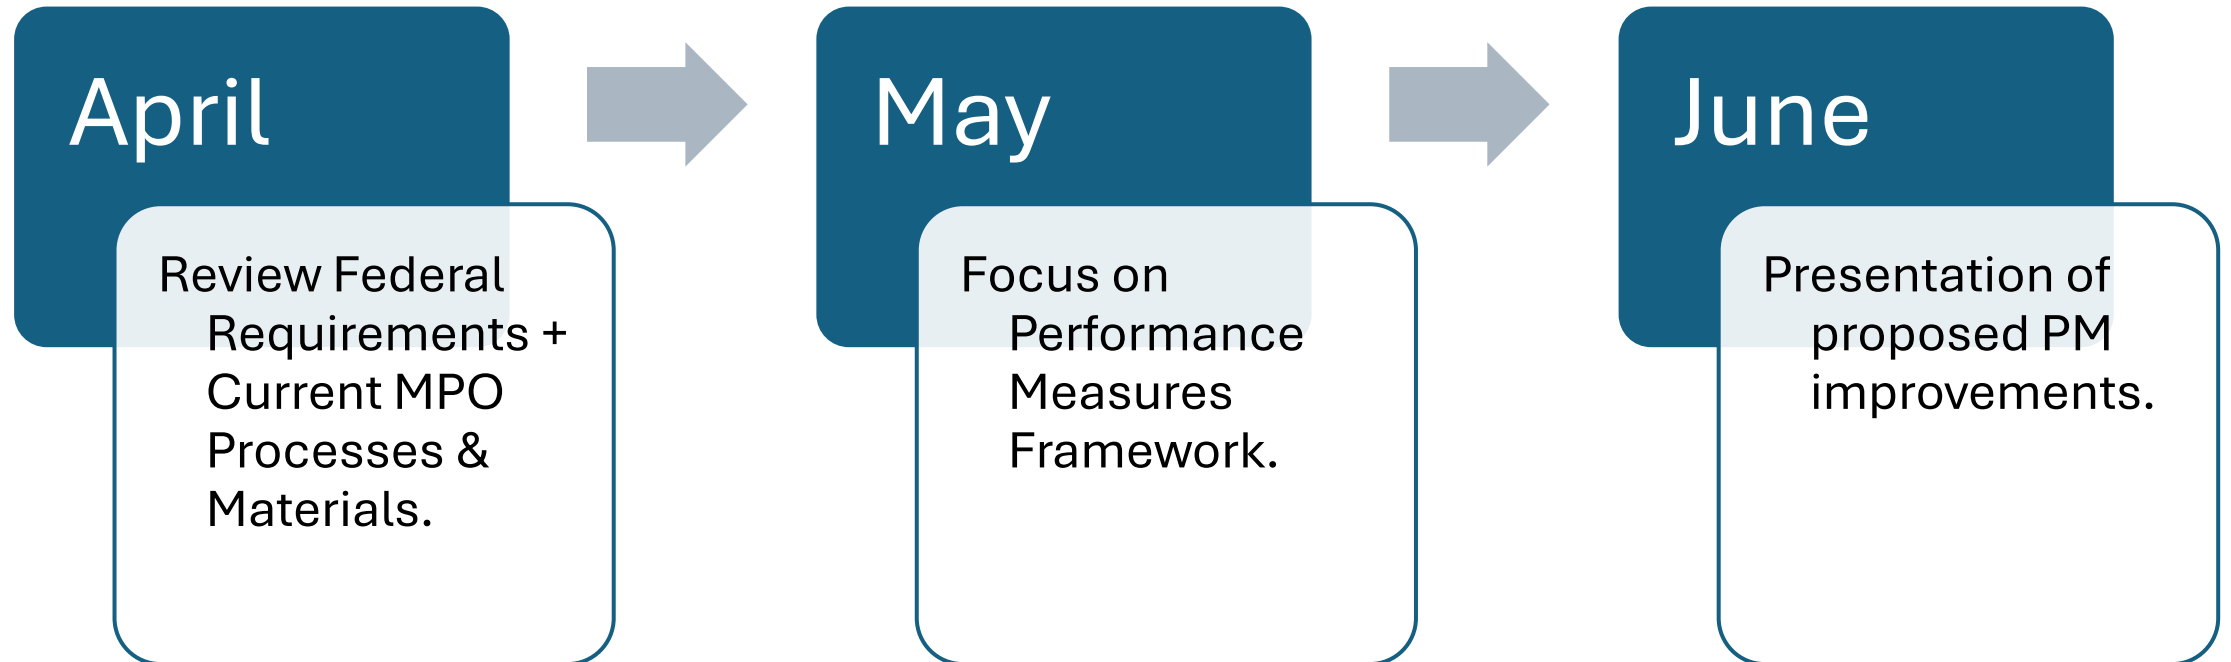 April
Review Federal
Requirements +
Current MPO
Processes &
Materials.
May
Focus on
Performance
Measures
Framework.
June
Presentation of
proposed PM
improvements.